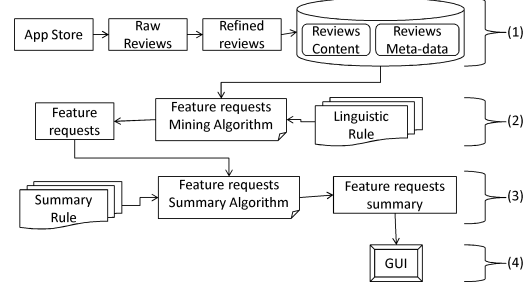 App Store
Raw
Reviews
Refined
reviews
Reviews
Content
Reviews
Meta-data
(1)
Feature
requests
Feature requests
Mining Algorithm
Linguistic
Rule
(2)
Summary
Rule
Feature requests
Summary Algorithm
Feature requests
summary
(3)
GUI
(4)